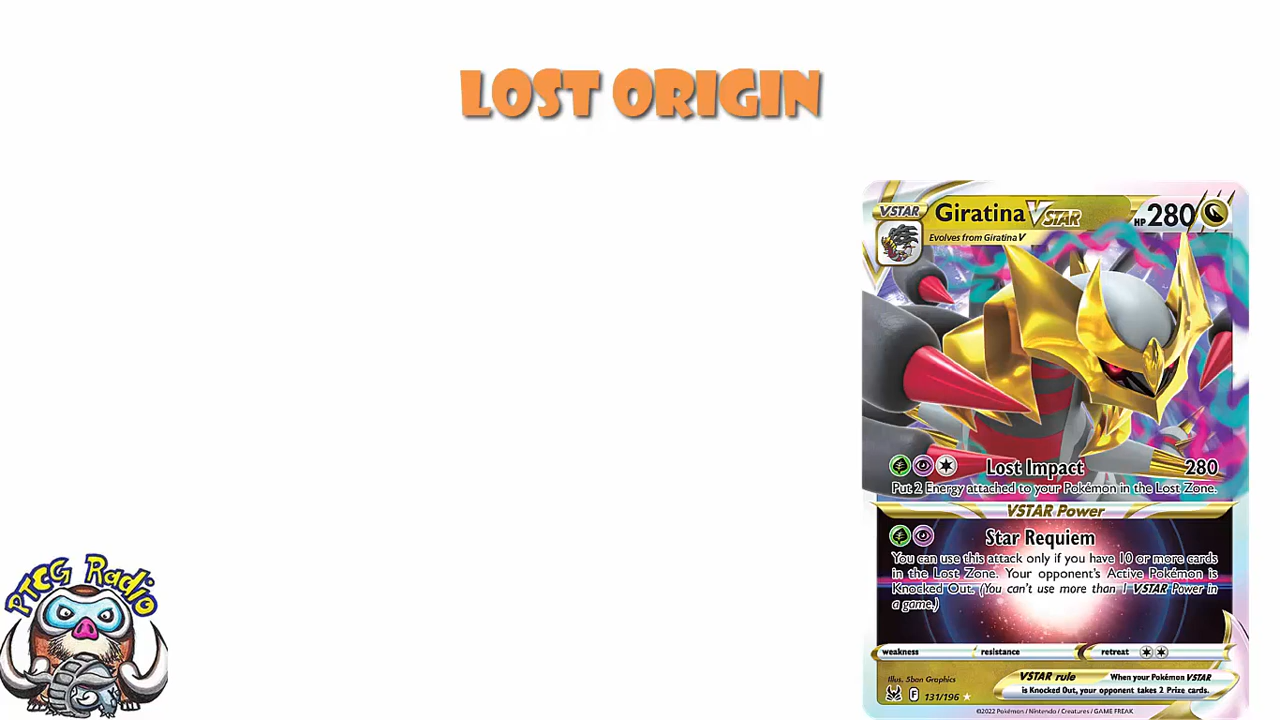 LOST ORIGIN
VSTAR
Giratina VSTAR
HP 280
Evolves from Giratina V
Lost Impact 280
Put 2 Energy attached to your Pokémon in the Lost Zone.
VSTAR Power
Star Requiem
You can use this attack only if you have 10 or more cards
in the Lost Zone. Your opponent's Active Pokémon is
Knocked Out. (You can't use more than 1 VSTAR Power in
a game.)
weakness resistance retreat
Illus. 5ban Graphics
F 131/196
VSTAR rule When your Pokémon VSTAR
is Knocked Out, your opponent takes 2 Prize cards.
©2022 Pokémon / Nintendo / Creatures / GAME FREAK
PTCG Radio